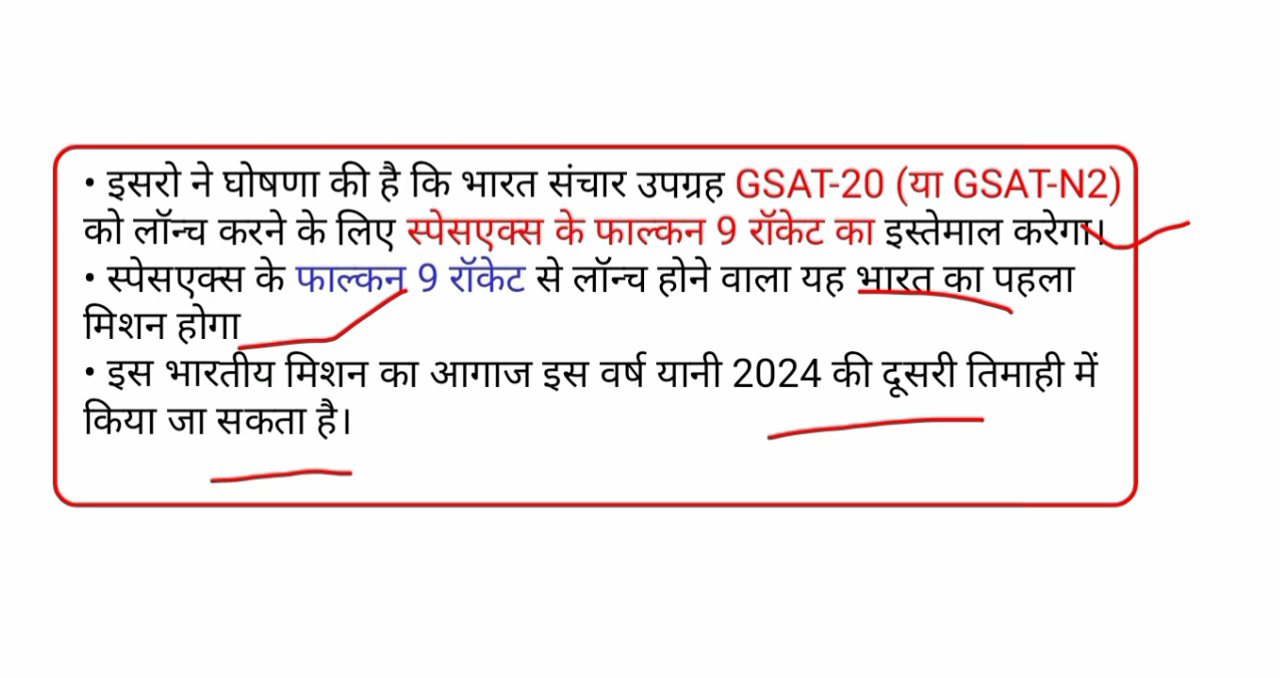 • इसरो ने घोषणा की है कि भारत संचार उपग्रह GSAT-20 (या GSAT-N2)
को लॉन्च करने के लिए स्पेसएक्स के फाल्कन 9 रॉकेट का इस्तेमाल करेगा।
• स्पेसएक्स के फाल्कन 9 रॉकेट से लॉन्च होने वाला यह भारत का पहला
मिशन होगा
• इस भारतीय मिशन का आगाज इस वर्ष यानी 2024 की दूसरी तिमाही में
किया जा सकता है।